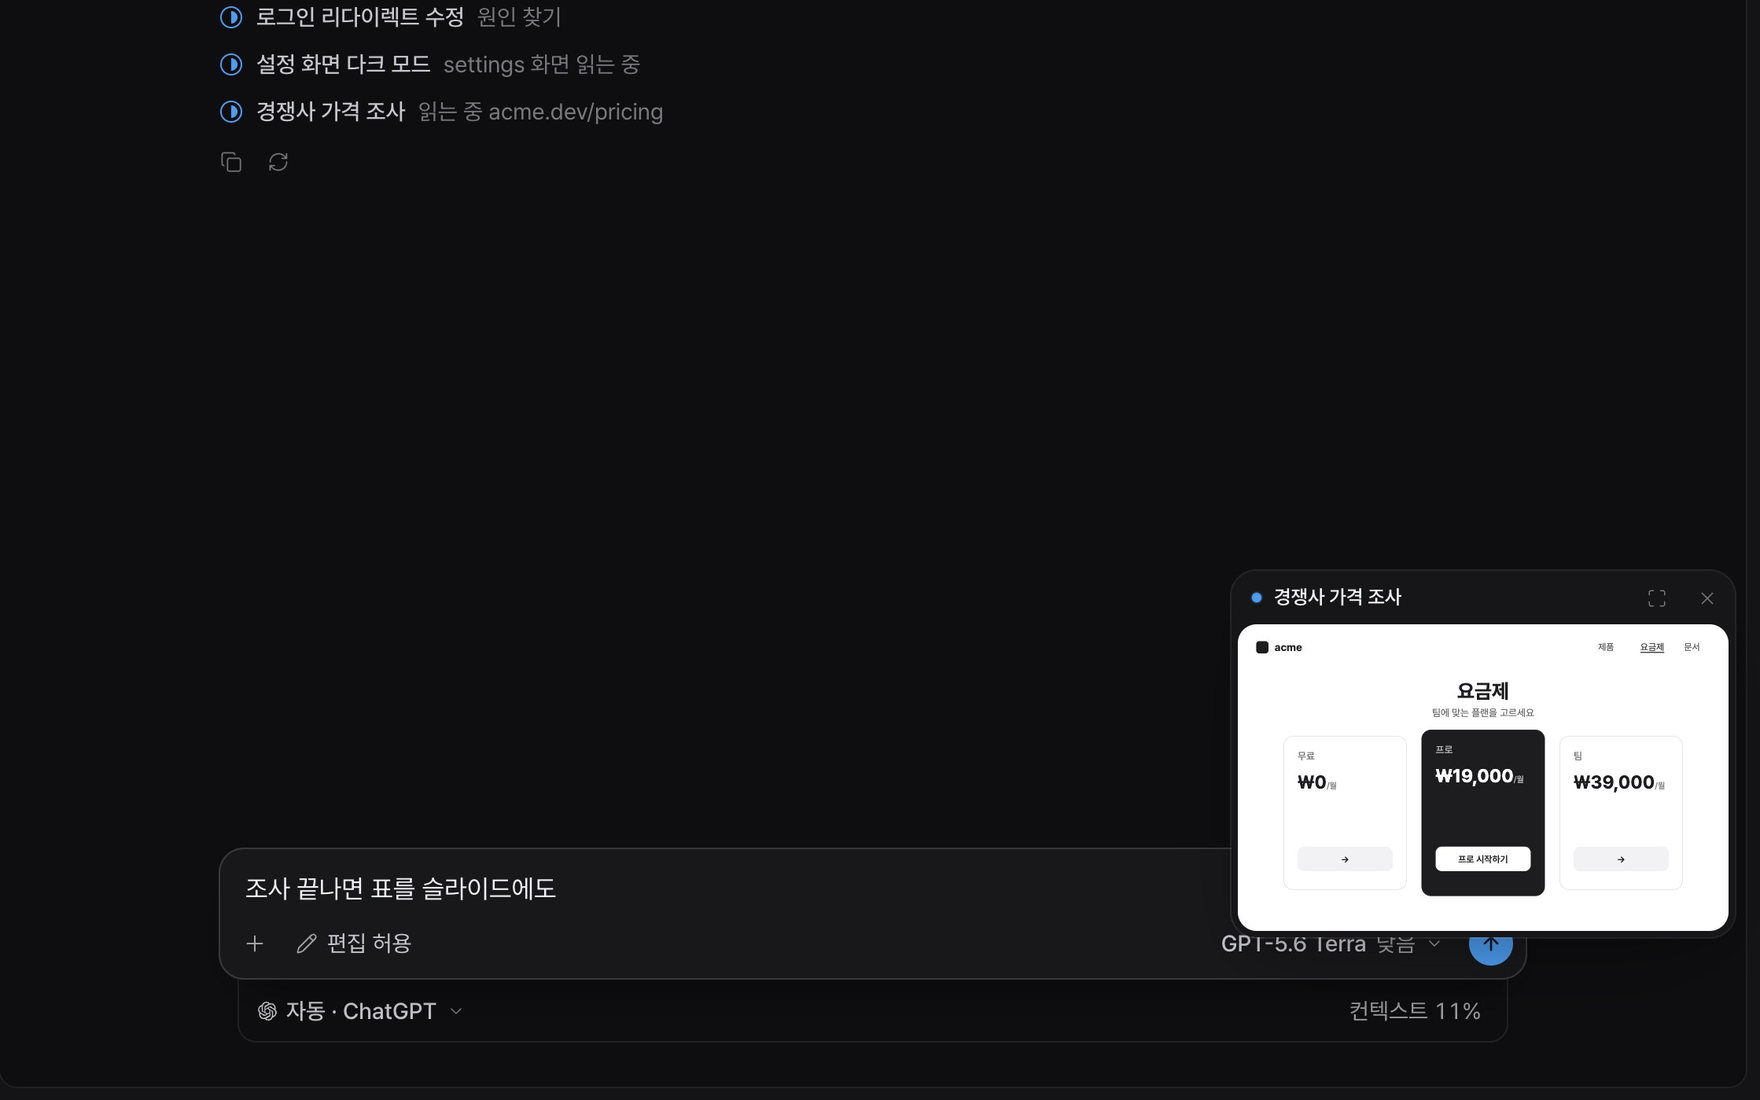 로그인 리다이렉트 수정 원인 찾기
설정 화면 다크 모드 settings 화면 읽는 중
경쟁사 가격 조사 읽는 중 acme.dev/pricing
경쟁사 가격 조사
acme 제품 요금제 문서
요금제
팀에 맞는 플랜을 고르세요
무료
₩0/월
→
프로
₩19,000/월
프로 시작하기
팀
₩39,000/월
→
조사 끝나면 표를 슬라이드에도
편집 허용
GPT-5.6 Terra 낮음
자동 · ChatGPT
컨텍스트 11%